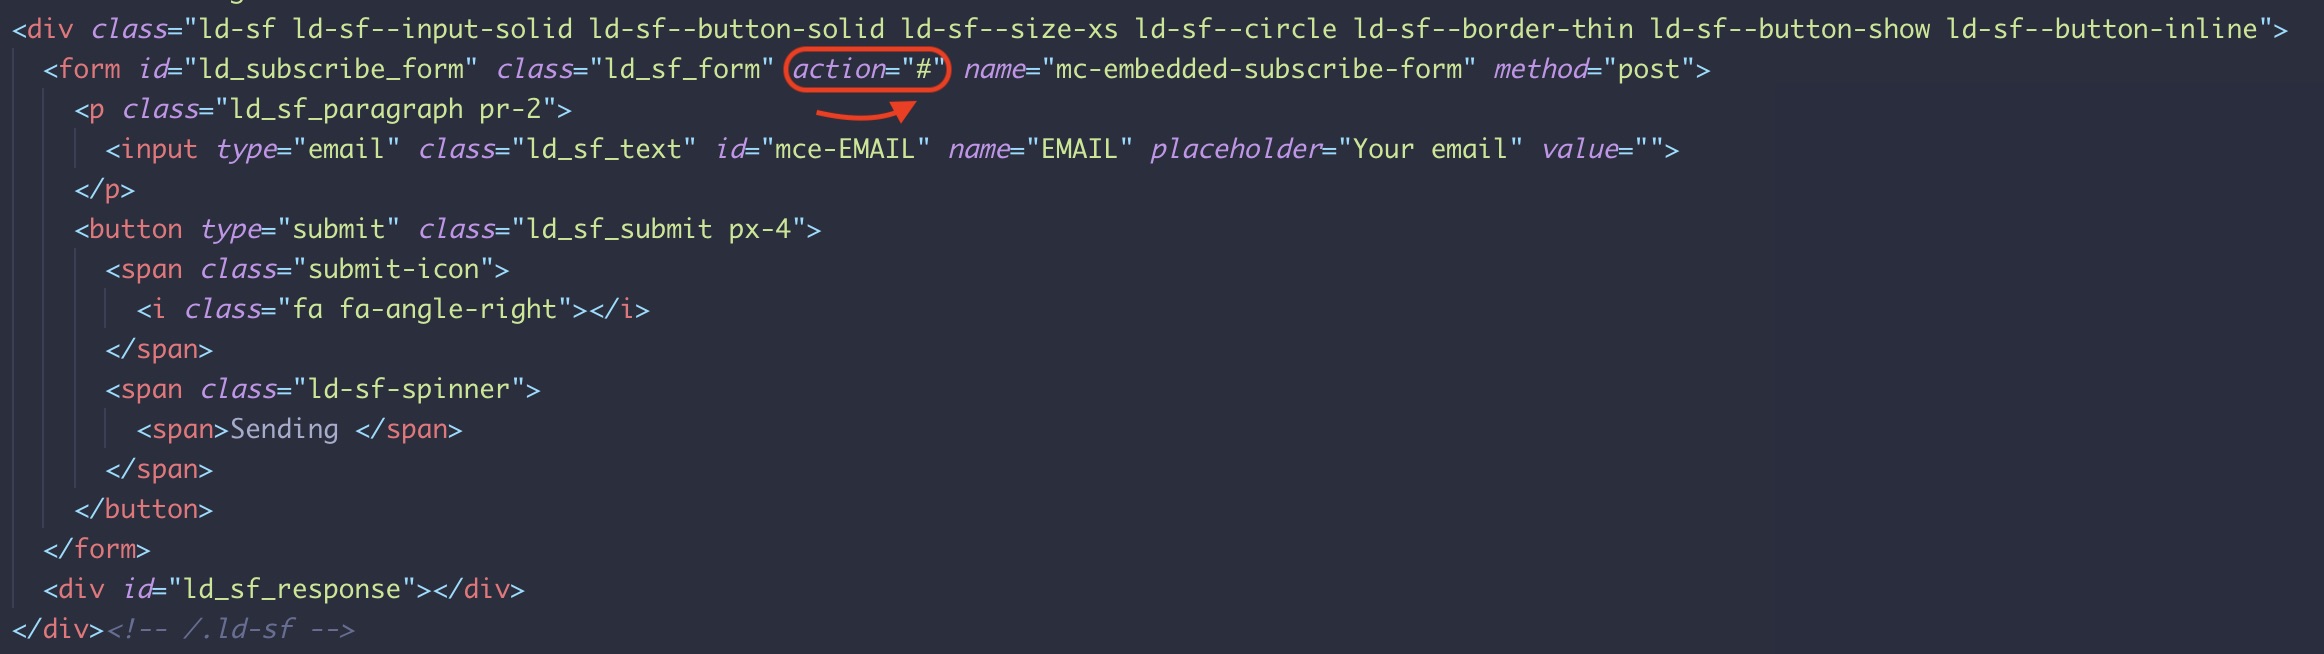 <div class="ld-sf ld-sf--input-solid ld-sf--button-solid ld-sf--size-xs ld-sf--circle ld-sf--border-thin ld-sf--button-show ld-sf--button-inline">
<form id="ld_subscribe_form" class="ld_sf_form" action="#" name="mc-embedded-subscribe-form" method="post">
<p class="ld_sf_paragraph pr-2">
<input type="email" class="ld_sf_text" id="mce-EMAIL" name="EMAIL" placeholder="Your email" value="">
</p>
<button type="submit" class="ld_sf_submit px-4">
<span class="submit-icon">
<i class="fa fa-angle-right"></i>
</span>
<span class="ld-sf-spinner">
<span>Sending </span>
</span>
</button>
</form>
<div id="ld_sf_response"></div>
</div><!-- /.ld-sf -->